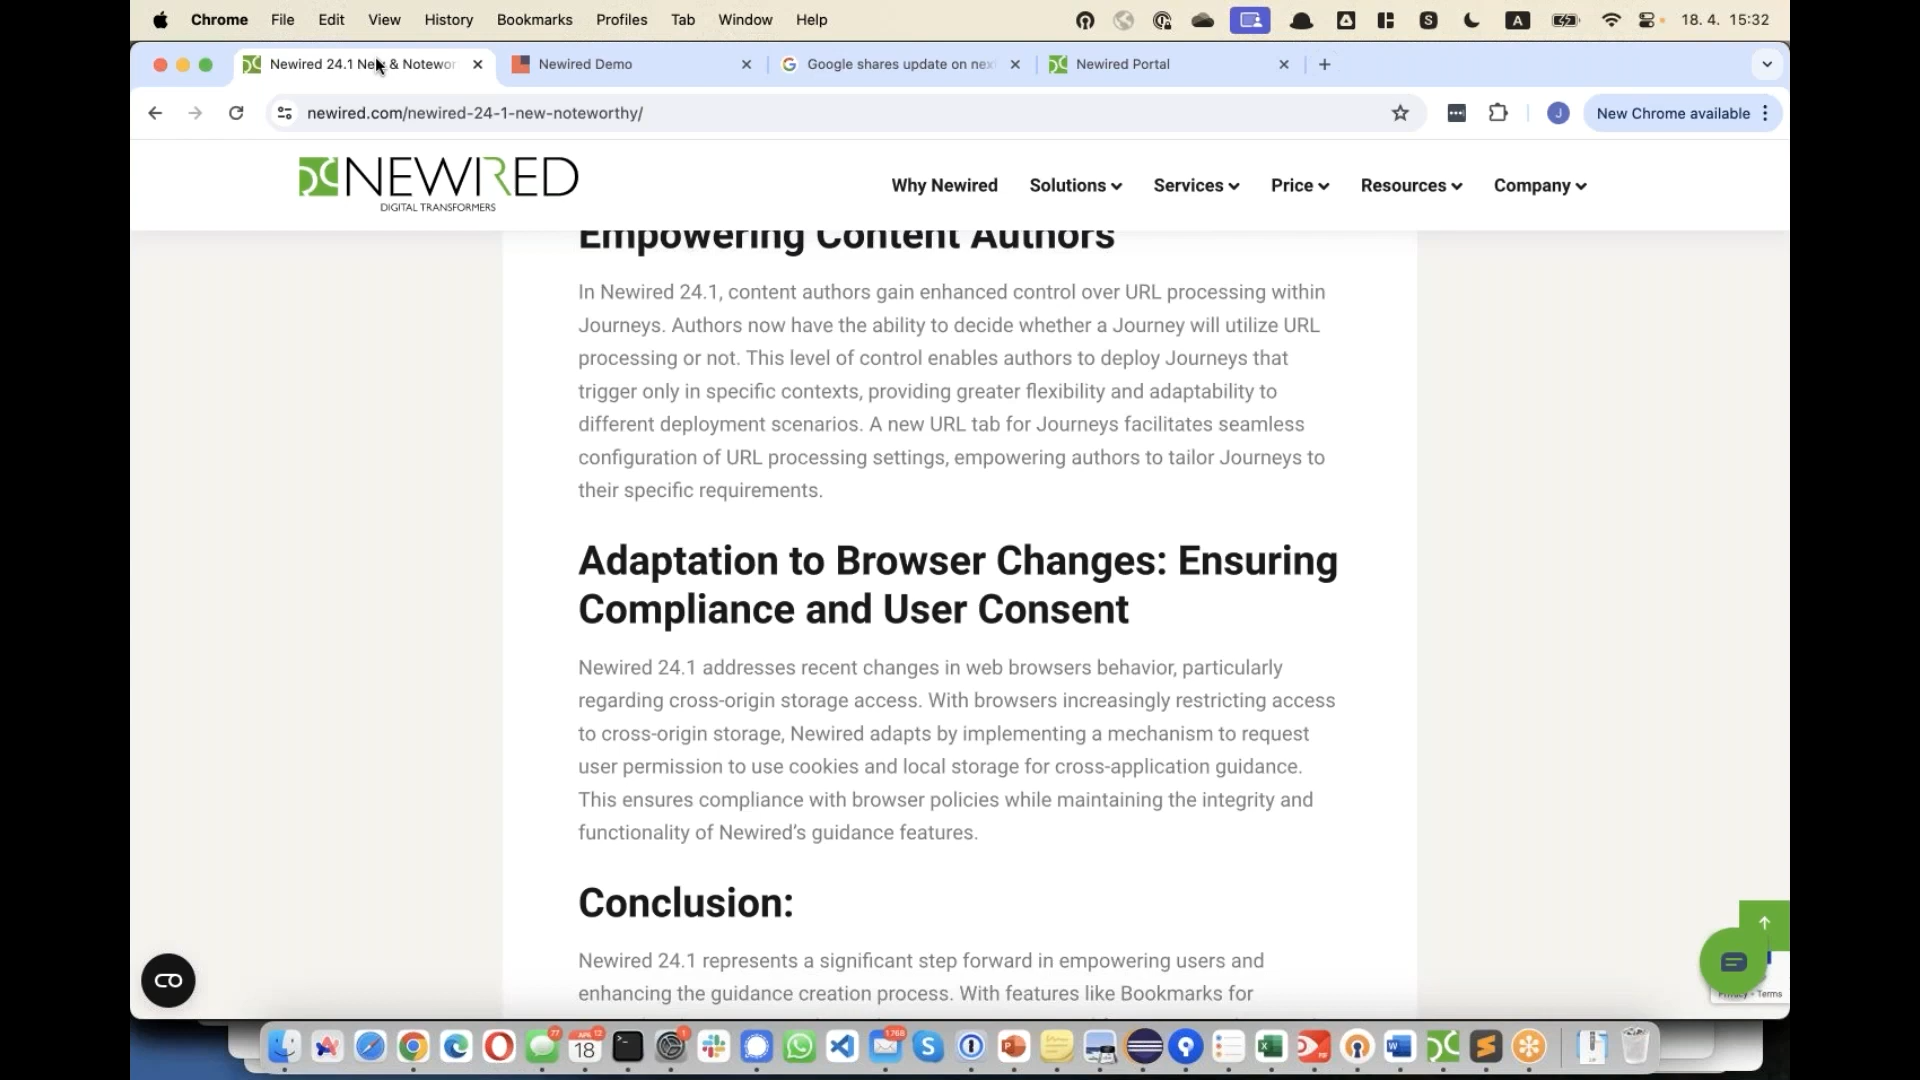 Chrome File Edit View History Bookmarks Profiles Tab Window Help
S A 18. 4. 15:32
Newired 24.1 New & Notewor
Newired Demo
Google shares update on nex
Newired Portal
newired.com/newired-24-1-new-noteworthy/
J
New Chrome available
NEWIRED
DIGITAL TRANSFORMERS
Why Newired Solutions Services Price Resources Company
Empowering Content Authors
In Newired 24.1, content authors gain enhanced control over URL processing within
Journeys. Authors now have the ability to decide whether a Journey will utilize URL
processing or not. This level of control enables authors to deploy Journeys that
trigger only in specific contexts, providing greater flexibility and adaptability to
different deployment scenarios. A new URL tab for Journeys facilitates seamless
configuration of URL processing settings, empowering authors to tailor Journeys to
their specific requirements.
Adaptation to Browser Changes: Ensuring
Compliance and User Consent
Newired 24.1 addresses recent changes in web browsers behavior, particularly
regarding cross-origin storage access. With browsers increasingly restricting access
to cross-origin storage, Newired adapts by implementing a mechanism to request
user permission to use cookies and local storage for cross-application guidance.
This ensures compliance with browser policies while maintaining the integrity and
functionality of Newired's guidance features.
Conclusion:
Newired 24.1 represents a significant step forward in empowering users and
enhancing the guidance creation process. With features like Bookmarks for
Privacy - Terms
77 18 1 1768